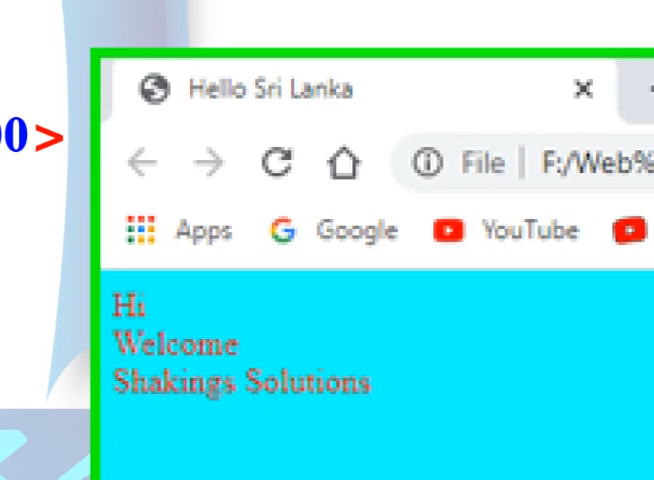 Hello Sri Lanka
00>
File | F:/Web%
Apps Google YouTube
Hi
Welcome
Shakings Solutions